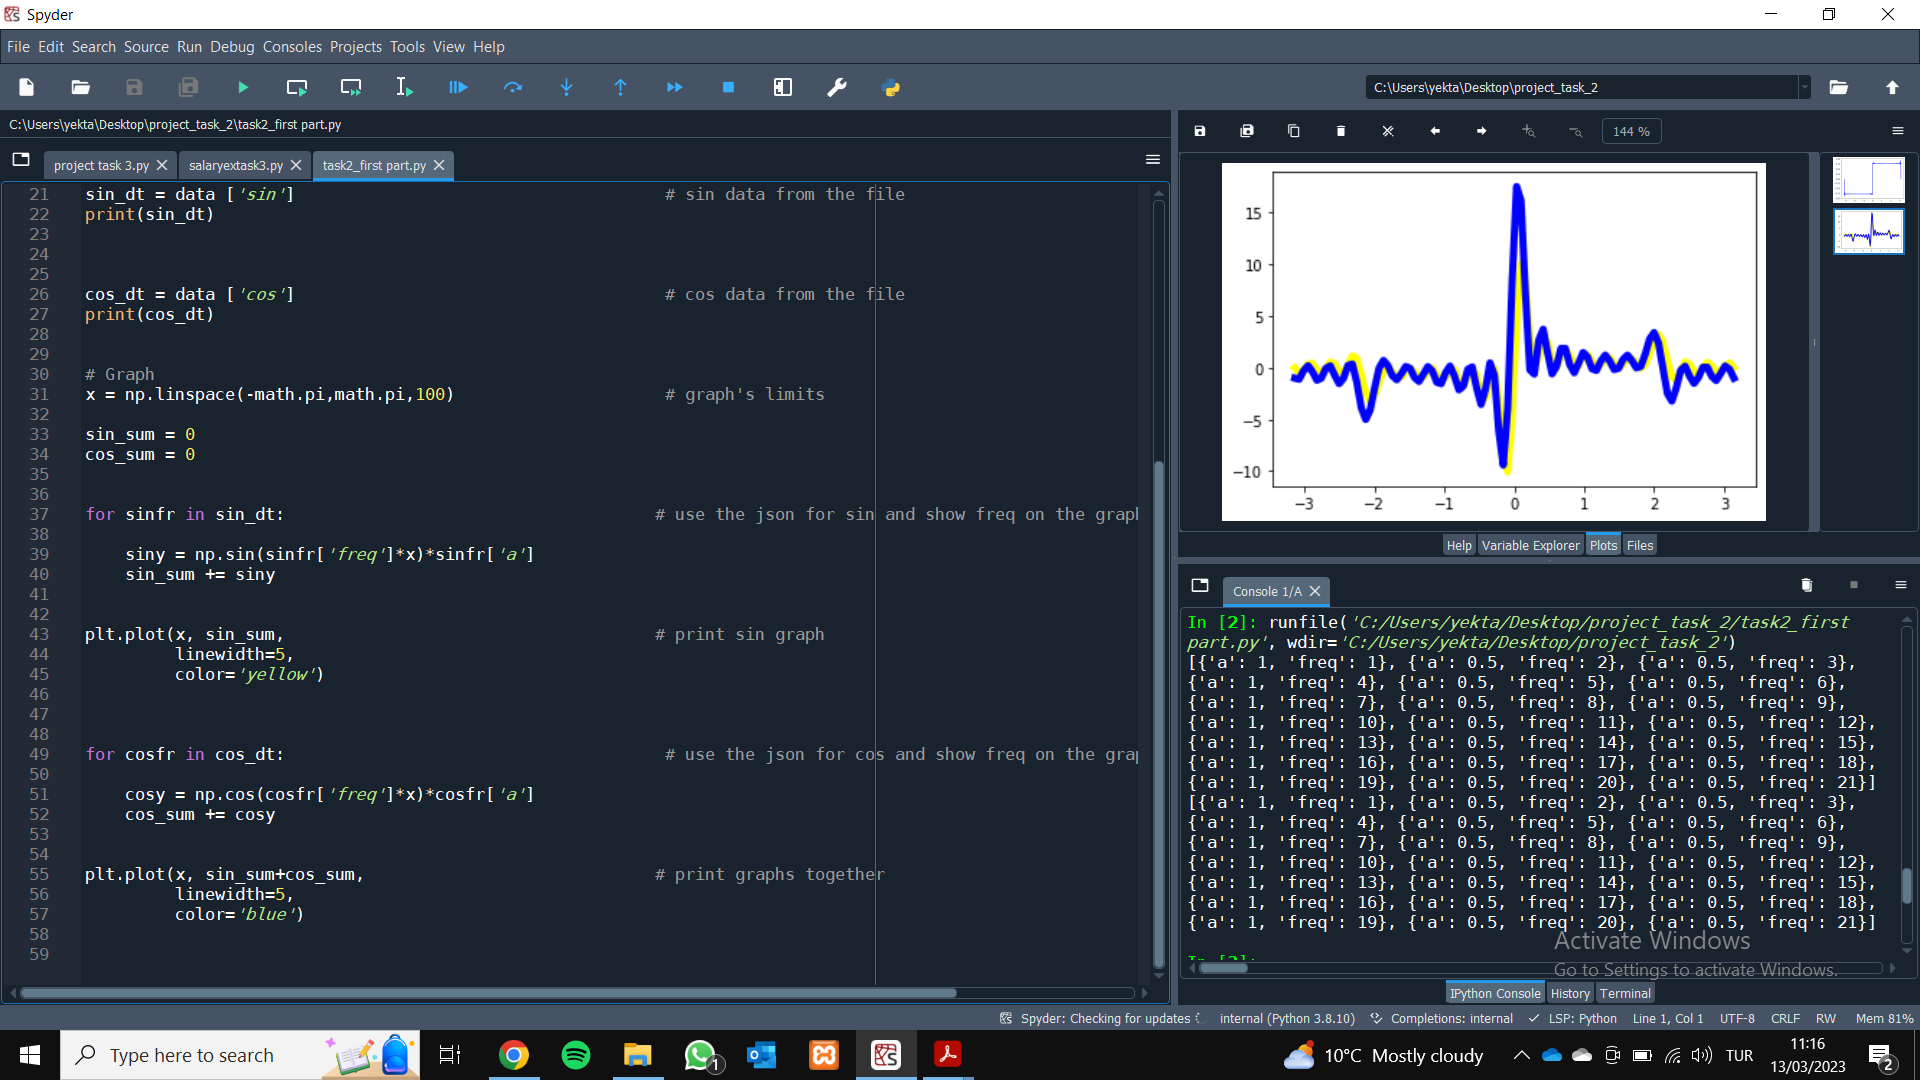 Spyder
File Edit Search Source Run Debug Consoles Projects Tools View Help
C:\Users\yekta\Desktop\project_task_2
C:\Users\yekta\Desktop\project_task_2\task2_first part.py
project task 3.py
salaryextask3.py
task2_first part.py
21 sin_dt = data ['sin'] # sin data from the file
22 print(sin_dt)
23
24
25
26 cos_dt = data ['cos'] # cos data from the file
27 print(cos_dt)
28
29
30 # Graph
31 x = np.linspace(-math.pi,math.pi,100) # graph's limits
32
33 sin_sum = 0
34 cos_sum = 0
35
36
37 for sinfr in sin_dt: # use the json for sin and show freq on the graph
38
39 siny = np.sin(sinfr['freq']*x)*sinfr['a']
40 sin_sum += siny
41
42
43 plt.plot(x, sin_sum, # print sin graph
44 linewidth=5,
45 color='yellow')
46
47
48
49 for cosfr in cos_dt: # use the json for cos and show freq on the gra
50
51 cosy = np.cos(cosfr['freq']*x)*cosfr['a']
52 cos_sum += cosy
53
54
55 plt.plot(x, sin_sum+cos_sum, # print graphs together
56 linewidth=5,
57 color='blue')
58
59
144 %
15
10
5
0
−5
−10
−3 −2 −1 0 1 2 3
Help Variable Explorer Plots Files
Console 1/A
In [2]: runfile('C:/Users/yekta/Desktop/project_task_2/task2_first
part.py', wdir='C:/Users/yekta/Desktop/project_task_2')
[{'a': 1, 'freq': 1}, {'a': 0.5, 'freq': 2}, {'a': 0.5, 'freq': 3},
{'a': 1, 'freq': 4}, {'a': 0.5, 'freq': 5}, {'a': 0.5, 'freq': 6},
{'a': 1, 'freq': 7}, {'a': 0.5, 'freq': 8}, {'a': 0.5, 'freq': 9},
{'a': 1, 'freq': 10}, {'a': 0.5, 'freq': 11}, {'a': 0.5, 'freq': 12},
{'a': 1, 'freq': 13}, {'a': 0.5, 'freq': 14}, {'a': 0.5, 'freq': 15},
{'a': 1, 'freq': 16}, {'a': 0.5, 'freq': 17}, {'a': 0.5, 'freq': 18},
{'a': 1, 'freq': 19}, {'a': 0.5, 'freq': 20}, {'a': 0.5, 'freq': 21}]
[{'a': 1, 'freq': 1}, {'a': 0.5, 'freq': 2}, {'a': 0.5, 'freq': 3},
{'a': 1, 'freq': 4}, {'a': 0.5, 'freq': 5}, {'a': 0.5, 'freq': 6},
{'a': 1, 'freq': 7}, {'a': 0.5, 'freq': 8}, {'a': 0.5, 'freq': 9},
{'a': 1, 'freq': 10}, {'a': 0.5, 'freq': 11}, {'a': 0.5, 'freq': 12},
{'a': 1, 'freq': 13}, {'a': 0.5, 'freq': 14}, {'a': 0.5, 'freq': 15},
{'a': 1, 'freq': 16}, {'a': 0.5, 'freq': 17}, {'a': 0.5, 'freq': 18},
{'a': 1, 'freq': 19}, {'a': 0.5, 'freq': 20}, {'a': 0.5, 'freq': 21}]
Activate Windows
Go to Settings to activate Windows.
IPython Console History Terminal
Spyder: Checking for updates internal (Python 3.8.10) Completions: internal LSP: Python Line 1, Col 1 UTF-8 CRLF RW Mem 81%
Type here to search
1
10°C Mostly cloudy
TUR
11:16
13/03/2023
2